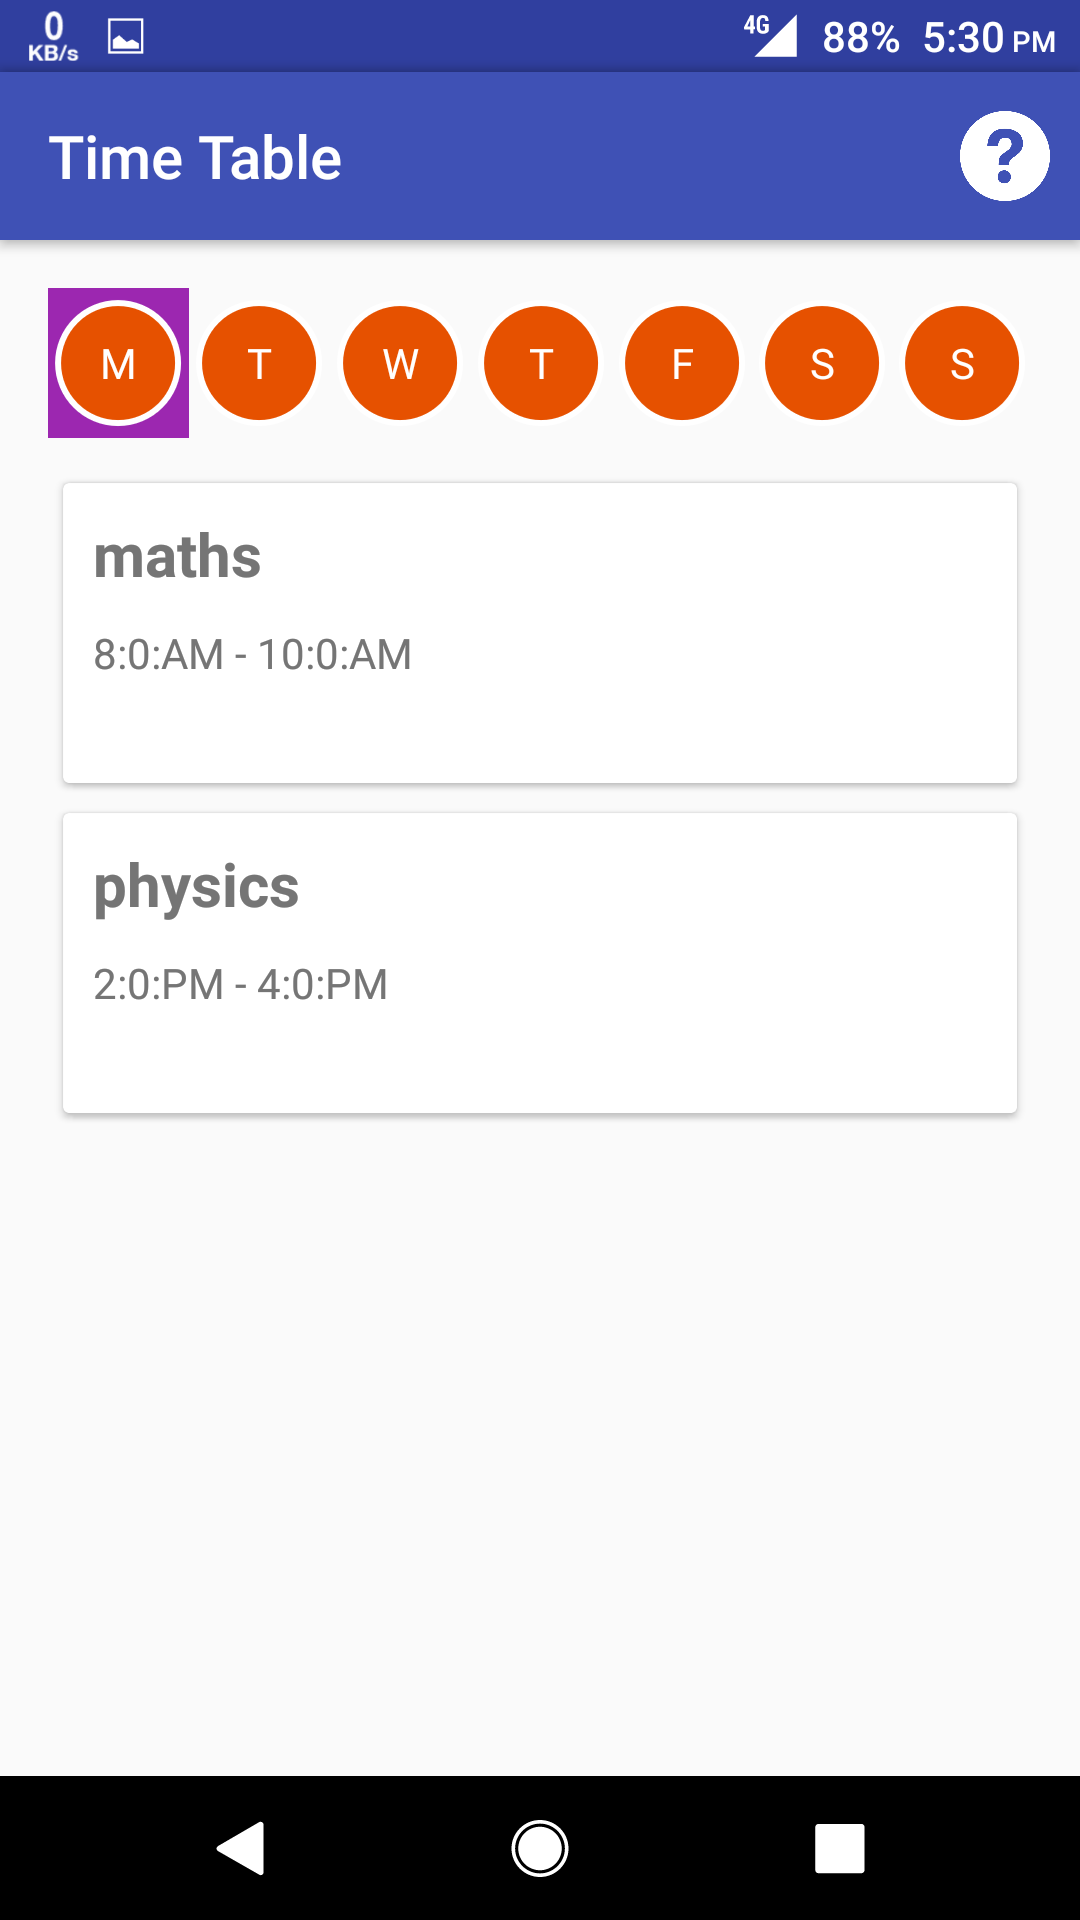 0
KB/s
4G 88% 5:30 PM
Time Table
?
M T W T F S S
maths
8:0:AM - 10:0:AM
physics
2:0:PM - 4:0:PM